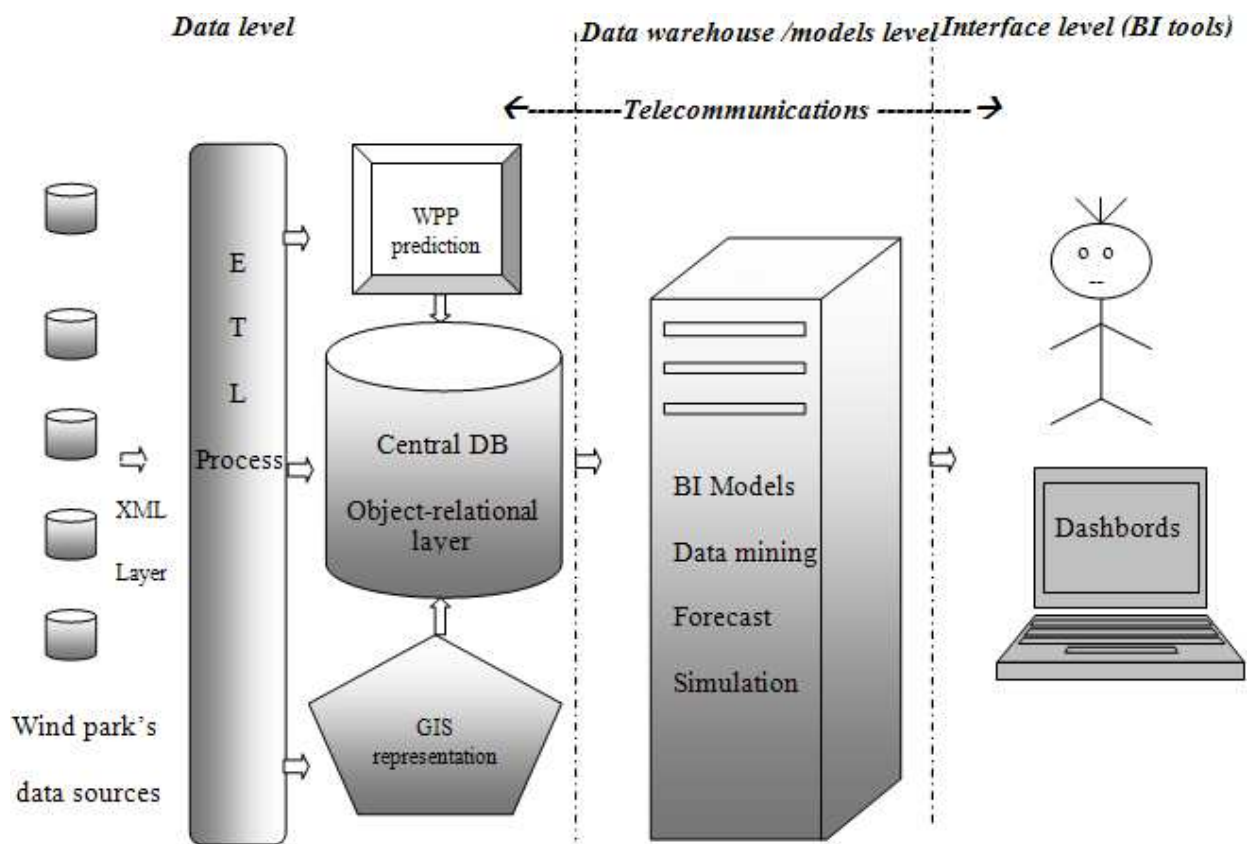 Data level
Data warehouse /models level
Interface level (BI tools)
Telecommunications
E
T
L
Process
XML
Layer
Wind park's
data sources
WPP
prediction
Central DB
Object-relational
layer
GIS
representation
BI Models
Data mining
Forecast
Simulation
Dashbords